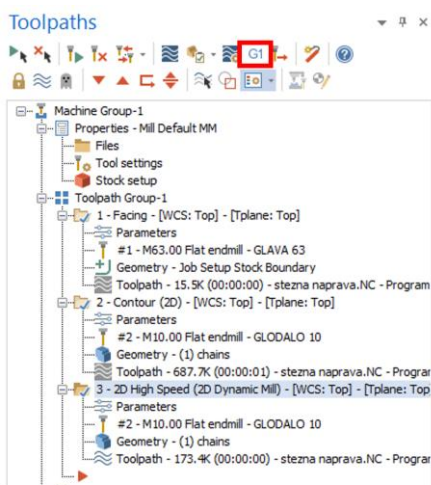 Toolpaths
G1
Machine Group-1
Properties - Mill Default MM
Files
Tool settings
Stock setup
Toolpath Group-1
1 - Facing - [WCS: Top] - [Tplane: Top]
Parameters
#1 - M63.00 Flat endmill - GLAVA 63
Geometry - Job Setup Stock Boundary
Toolpath - 15.5K (00:00:00) - stezna naprava.NC - Program
2 - Contour (2D) - [WCS: Top] - [Tplane: Top]
Parameters
#2 - M10.00 Flat endmill - GLODALO 10
Geometry - (1) chains
Toolpath - 687.7K (00:00:01) - stezna naprava.NC - Progra
3 - 2D High Speed (2D Dynamic Mill) - [WCS: Top] - [Tplane: Top
Parameters
#2 - M10.00 Flat endmill - GLODALO 10
Geometry - (1) chains
Toolpath - 173.4K (00:00:00) - stezna naprava.NC - Progra